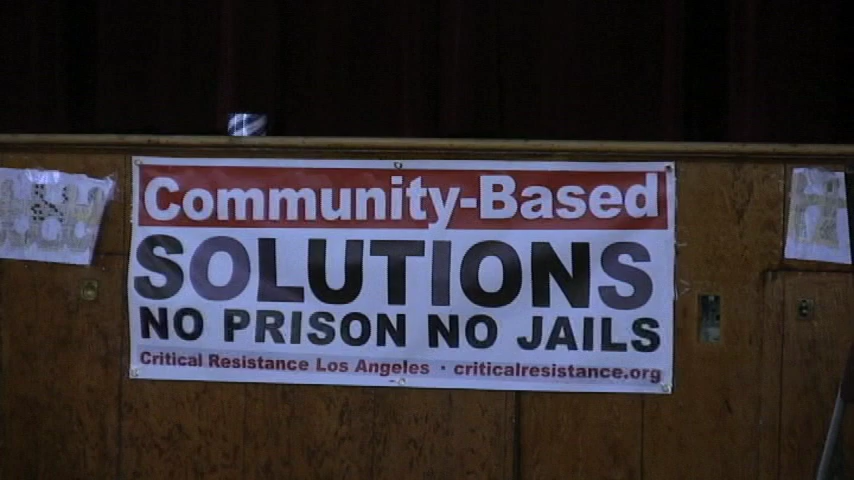 Community-Based
SOLUTIONS
NO PRISON NO JAILS
Critical Resistance Los Angeles · criticalresistance.org